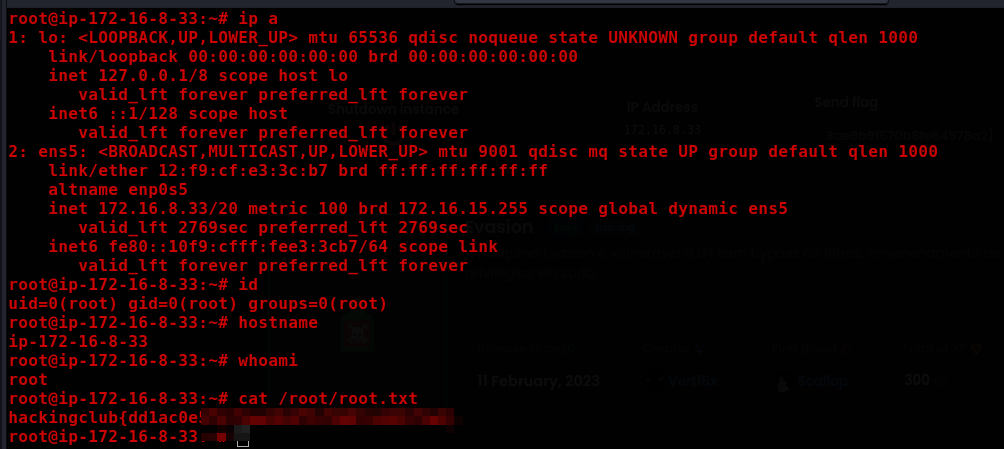 root@ip-172-16-8-33:~# ip a
1: lo: <LOOPBACK,UP,LOWER_UP> mtu 65536 qdisc noqueue state UNKNOWN group default qlen 1000
    link/loopback 00:00:00:00:00:00 brd 00:00:00:00:00:00
    inet 127.0.0.1/8 scope host lo
       valid_lft forever preferred_lft forever
    inet6 ::1/128 scope host
       valid_lft forever preferred_lft forever
2: ens5: <BROADCAST,MULTICAST,UP,LOWER_UP> mtu 9001 qdisc mq state UP group default qlen 1000
    link/ether 12:f9:cf:e3:3c:b7 brd ff:ff:ff:ff:ff:ff
    altname enp0s5
    inet 172.16.8.33/20 metric 100 brd 172.16.15.255 scope global dynamic ens5
       valid_lft 2769sec preferred_lft 2769sec
    inet6 fe80::10f9:cfff:fee3:3cb7/64 scope link
       valid_lft forever preferred_lft forever
root@ip-172-16-8-33:~# id
uid=0(root) gid=0(root) groups=0(root)
root@ip-172-16-8-33:~# hostname
ip-172-16-8-33
root@ip-172-16-8-33:~# whoami
root
root@ip-172-16-8-33:~# cat /root/root.txt
hackingclub{dd1ac0e
root@ip-172-16-8-33:
Shutdown Instance
IP Address
Send flag
172.16.8.33
11 February, 2023
300